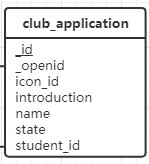 club_application
_id
_openid
icon_id
introduction
name
state
student_id